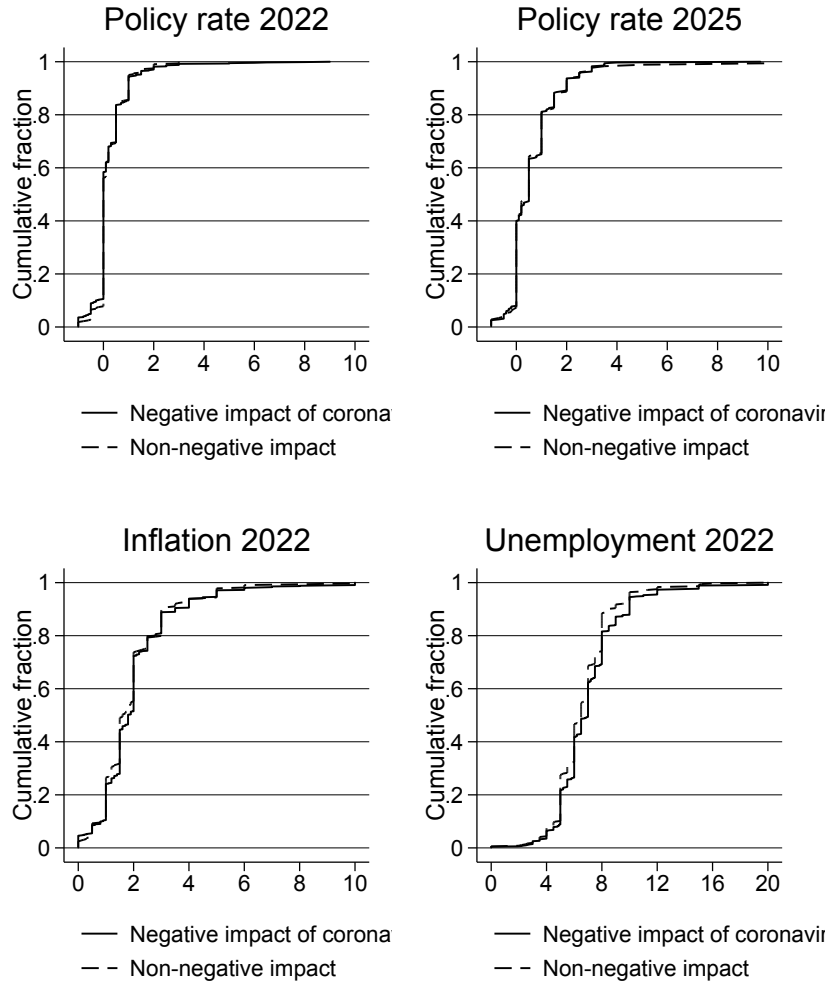 Policy rate 2022
Cumulative fraction
1
.8
.6
.4
.2
0
0 2 4 6 8 10
Negative impact of corona
Non-negative impact
Policy rate 2025
Cumulative fraction
1
.8
.6
.4
.2
0
0 2 4 6 8 10
Negative impact of coronavir
Non-negative impact
Inflation 2022
Cumulative fraction
1
.8
.6
.4
.2
0
0 2 4 6 8 10
Negative impact of corona
Non-negative impact
Unemployment 2022
Cumulative fraction
1
.8
.6
.4
.2
0
0 4 8 12 16 20
Negative impact of coronavir
Non-negative impact